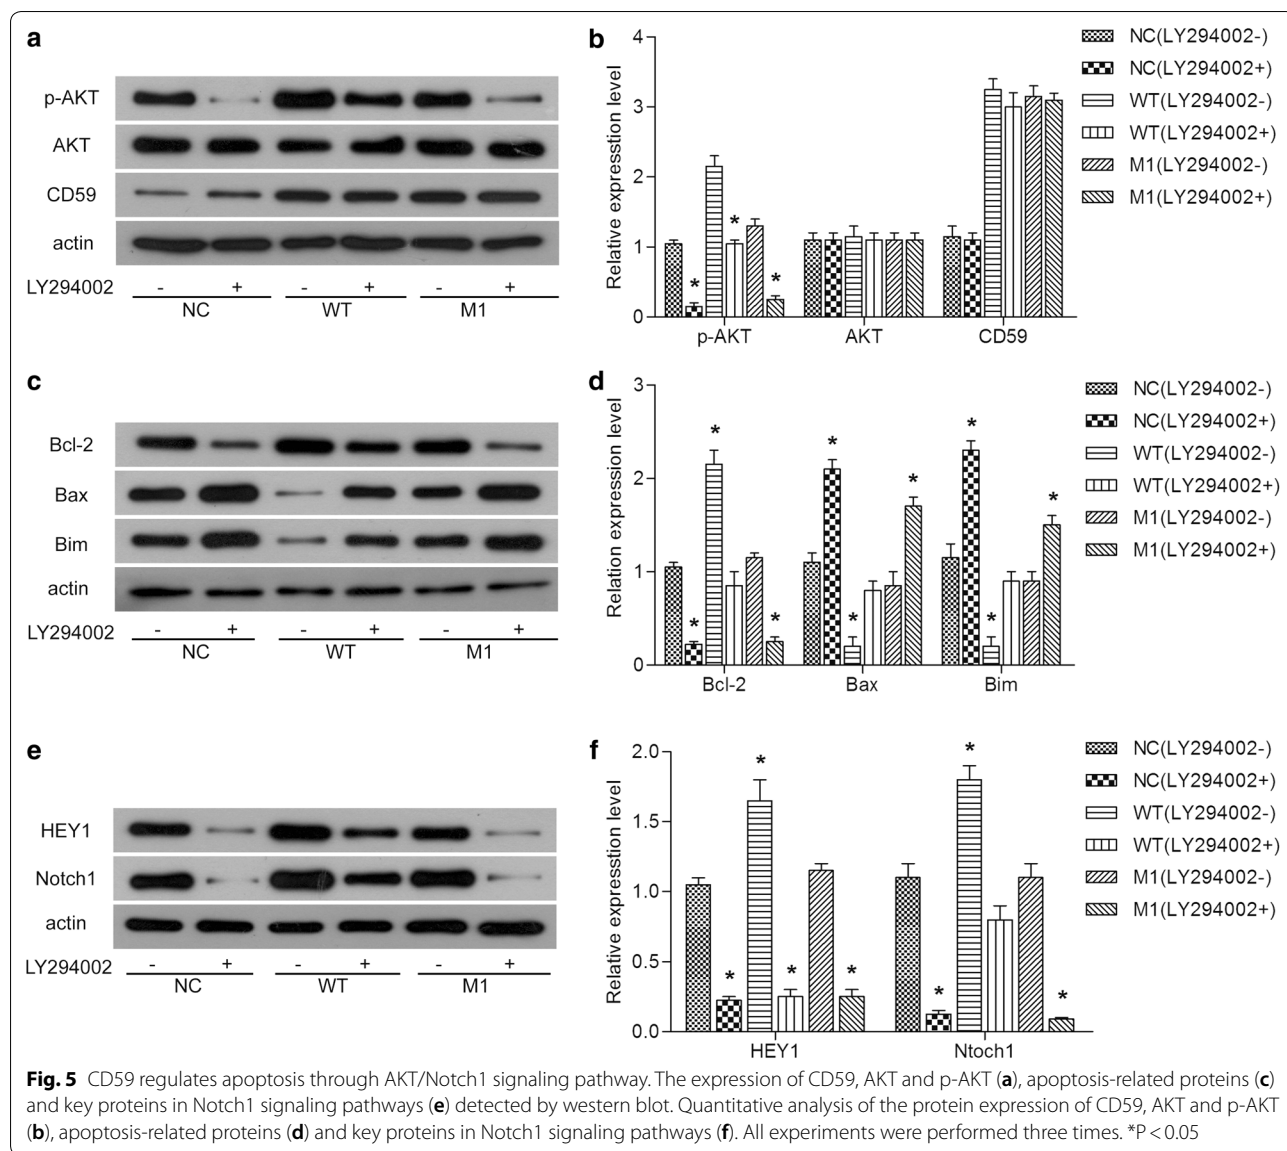 a
p-AKT
AKT
CD59
actin
LY294002 - + - + - +
NC WT M1
b
Relative expresstion level
4
3
2
1
0
* * *
p-AKT AKT CD59
NC(LY294002-)
NC(LY294002+)
WT(LY294002-)
WT(LY294002+)
M1(LY294002-)
M1(LY294002+)
c
Bcl-2
Bax
Bim
actin
LY294002 - + - + - +
NC WT M1
d
Relation expression level
3
2
1
0
* * * * * * * * *
Bcl-2 Bax Bim
NC(LY294002-)
NC(LY294002+)
WT(LY294002-)
WT(LY294002+)
M1(LY294002-)
M1(LY294002+)
e
HEY1
Notch1
actin
LY294002 - + - + - +
NC WT M1
f
Relative expression level
2.0
1.5
1.0
0.5
0.0
* * * * * * *
HEY1 Ntoch1
NC(LY294002-)
NC(LY294002+)
WT(LY294002-)
WT(LY294002+)
M1(LY294002-)
M1(LY294002+)
Fig. 5 CD59 regulates apoptosis through AKT/Notch1 signaling pathway. The expression of CD59, AKT and p-AKT (a), apoptosis-related proteins (c)
and key proteins in Notch1 signaling pathways (e) detected by western blot. Quantitative analysis of the protein expression of CD59, AKT and p-AKT
(b), apoptosis-related proteins (d) and key proteins in Notch1 signaling pathways (f). All experiments were performed three times. *P < 0.05